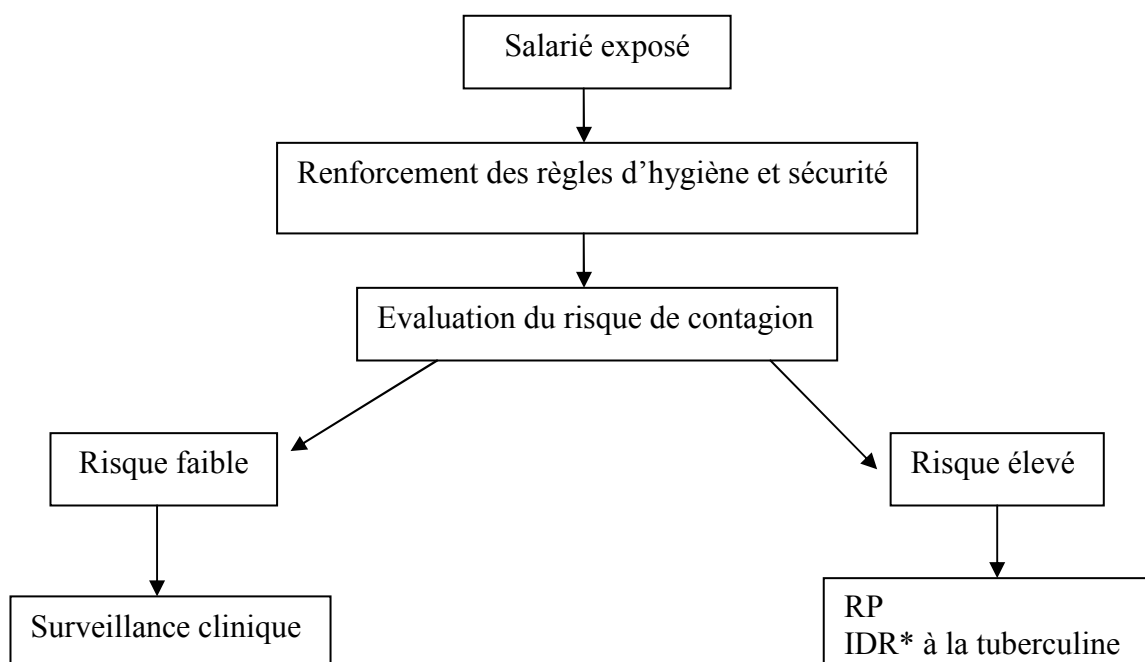 Salarié exposé
Renforcement des règles d’hygiène et sécurité
Evaluation du risque de contagion
Risque faible
Risque élevé
Surveillance clinique
RP
IDR* à la tuberculine